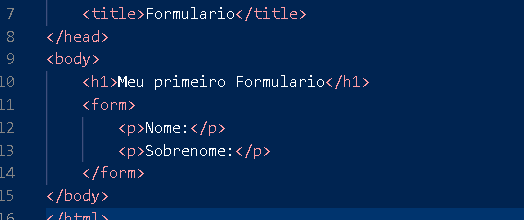 7 <title>Formulario</title>
8 </head>
9 <body>
10 <h1>Meu primeiro Formulario</h1>
11 <form>
12 <p>Nome:</p>
13 <p>Sobrenome:</p>
14 </form>
15 </body>
16 </html>